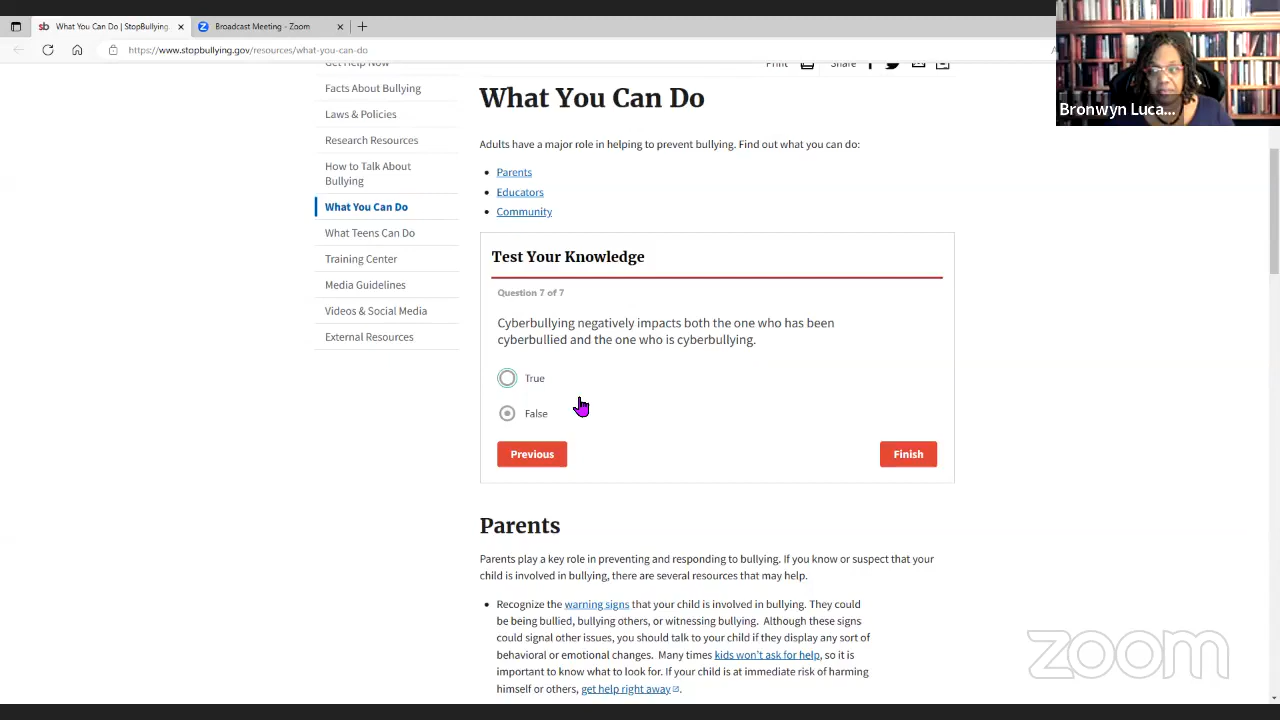 sb What You Can Do | StopBullying.
Broadcast Meeting - Zoom
https://www.stopbullying.gov/resources/what-you-can-do
Bronwyn Luca...
Get Help Now
Facts About Bullying
Laws & Policies
Research Resources
How to Talk About
Bullying
What You Can Do
What Teens Can Do
Training Center
Media Guidelines
Videos & Social Media
External Resources
Print Share
What You Can Do
Adults have a major role in helping to prevent bullying. Find out what you can do:
Parents
Educators
Community
Test Your Knowledge
Question 7 of 7
Cyberbullying negatively impacts both the one who has been
cyberbullied and the one who is cyberbullying.
True
False
Previous Finish
Parents
Parents play a key role in preventing and responding to bullying. If you know or suspect that your
child is involved in bullying, there are several resources that may help.
Recognize the warning signs that your child is involved in bullying. They could
be being bullied, bullying others, or witnessing bullying. Although these signs
could signal other issues, you should talk to your child if they display any sort of
behavioral or emotional changes. Many times kids won't ask for help, so it is
important to know what to look for. If your child is at immediate risk of harming
himself or others, get help right away.
zoom